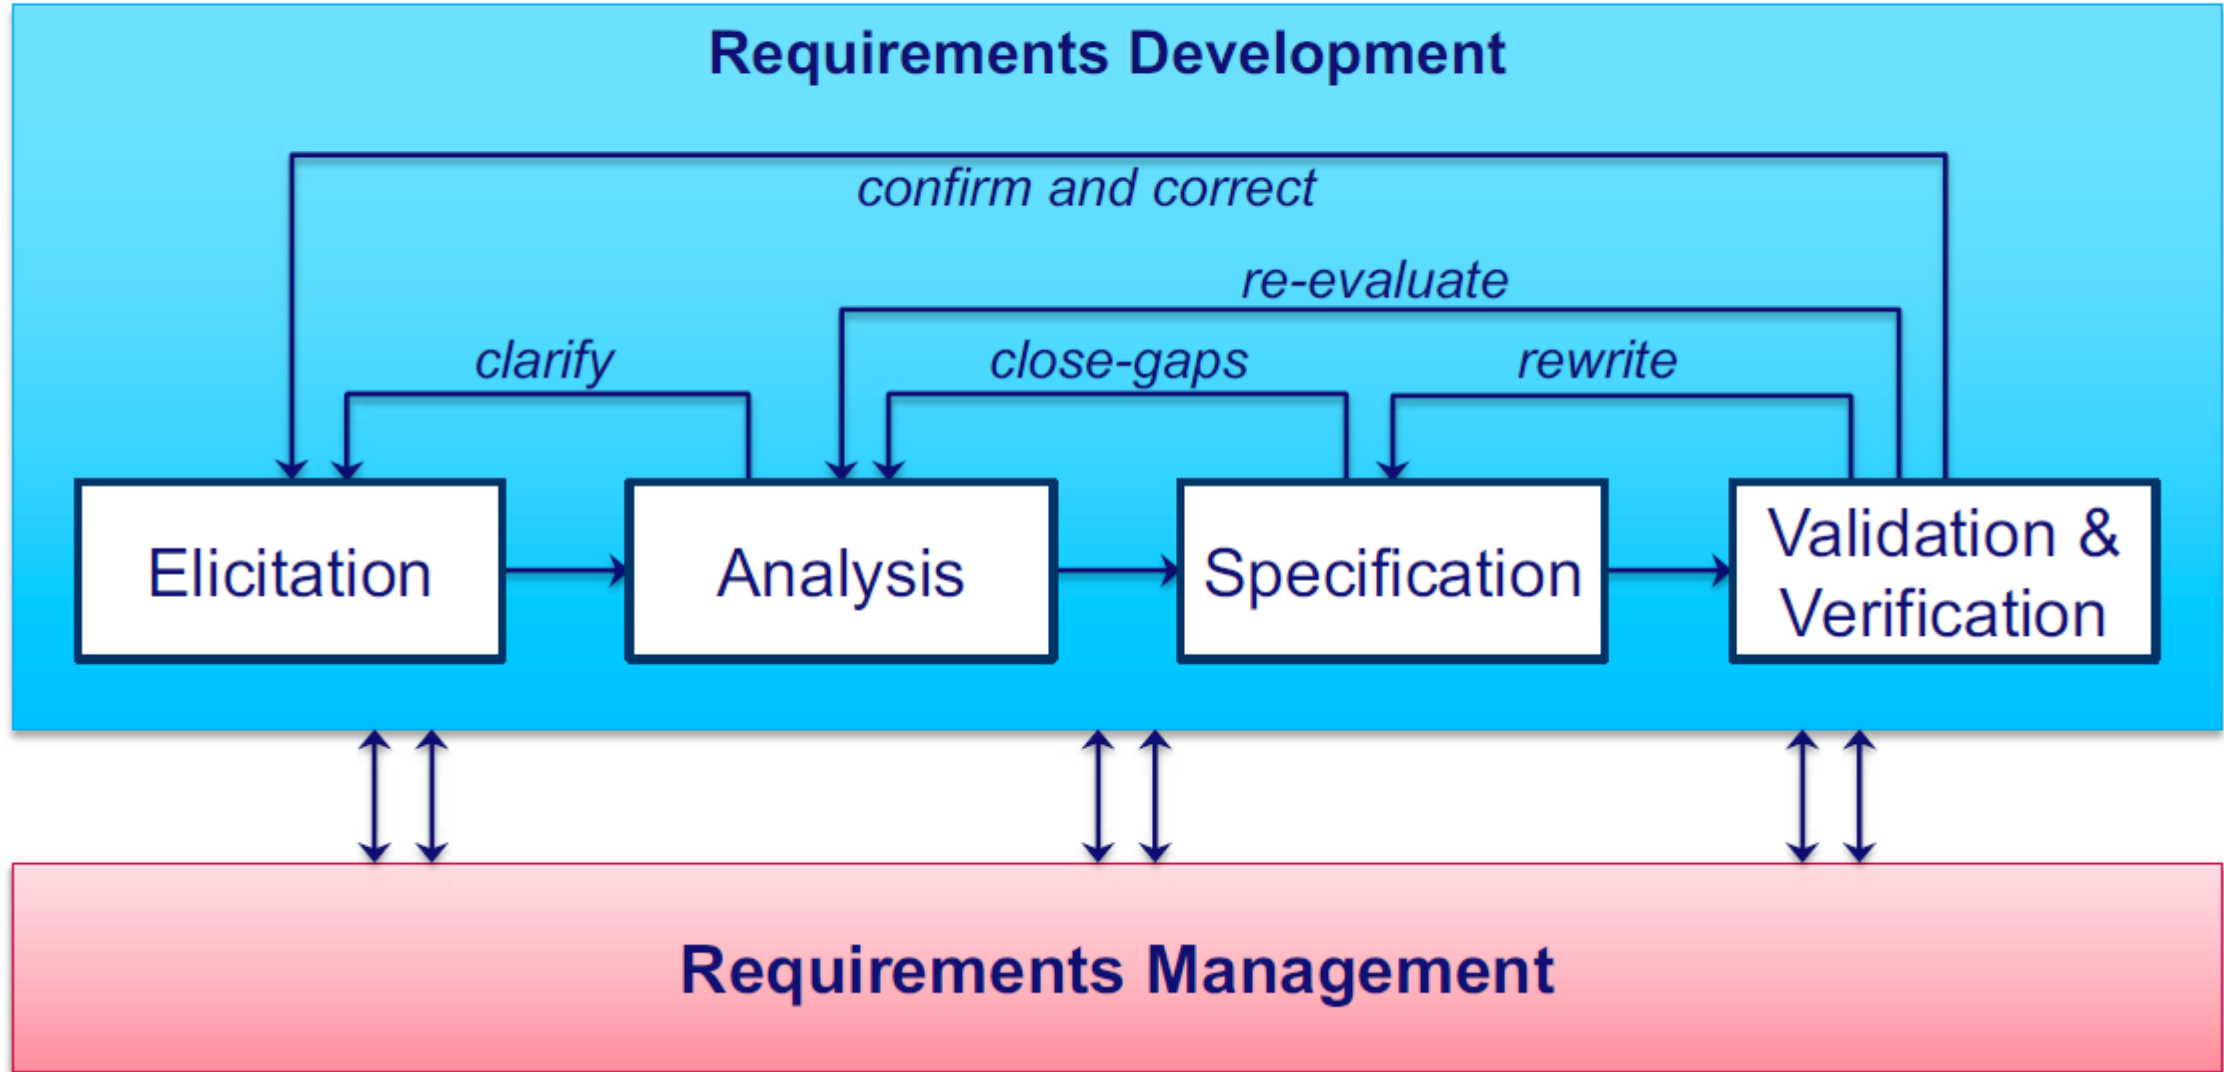 Requirements Development
confirm and correct
re-evaluate
clarify
close-gaps
rewrite
Elicitation
Analysis
Specification
Validation &
Verification
Requirements Management